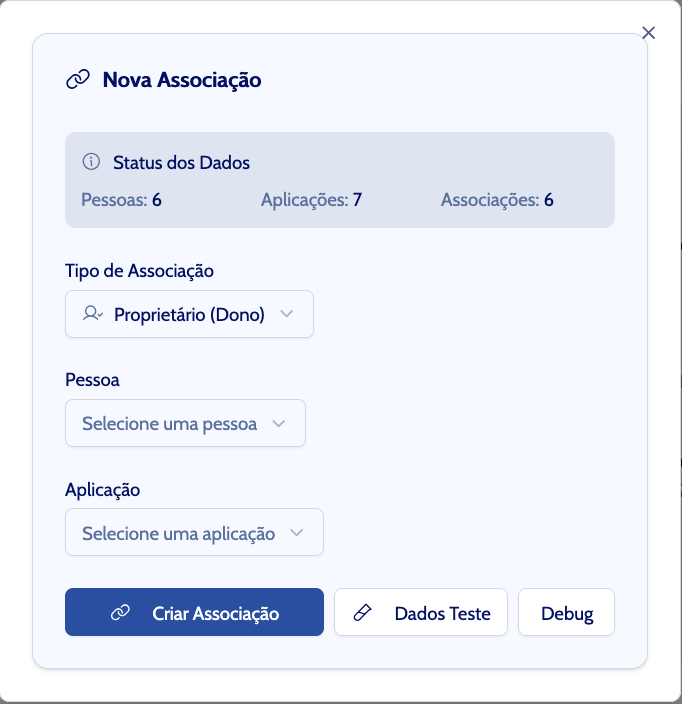 Nova Associação
Status dos Dados
Pessoas: 6 Aplicações: 7 Associações: 6
Tipo de Associação
Proprietário (Dono)
Pessoa
Selecione uma pessoa
Aplicação
Selecione uma aplicação
Criar Associação Dados Teste Debug